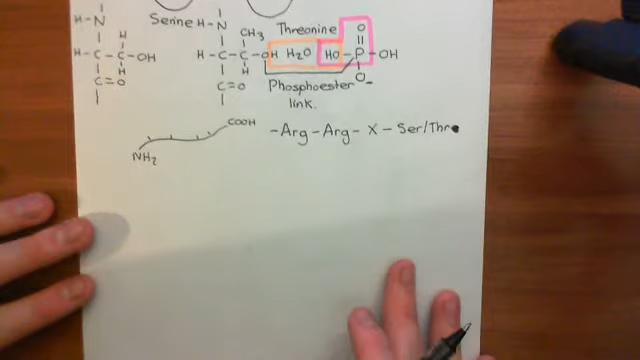 Serine
H-N
H-C-C-OH
H
H
C=O
Threonine
H-N
CH3
H-C-C-OH H2O HO-P-OH
H
O
O-
C=O
Phosphoester
link.
NH2
COOH
-Arg-Arg-X-Ser/Thr